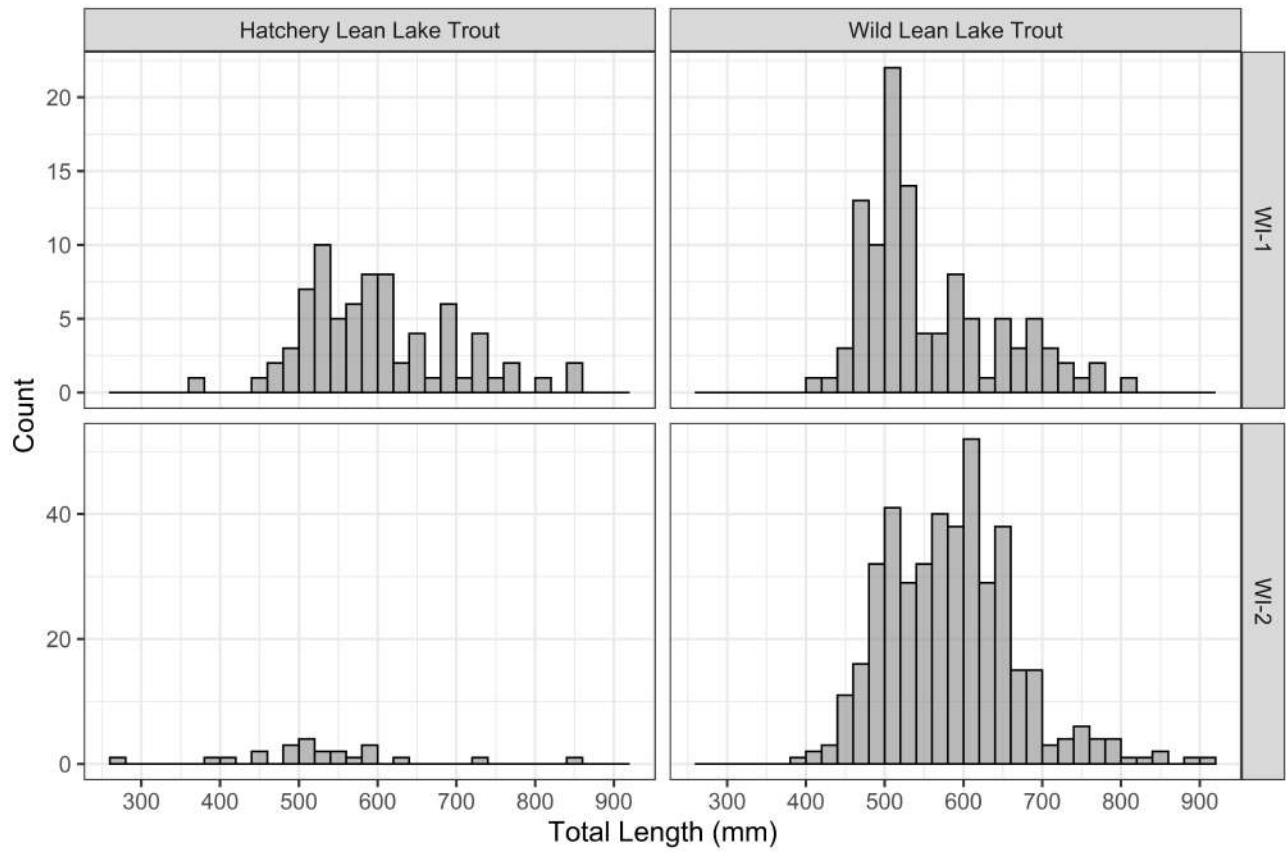 Hatchery Lean Lake Trout
Wild Lean Lake Trout
20
15
10
5
0
WI-1
Count
40
20
0
WI-2
300 400 500 600 700 800 900
300 400 500 600 700 800 900
Total Length (mm)